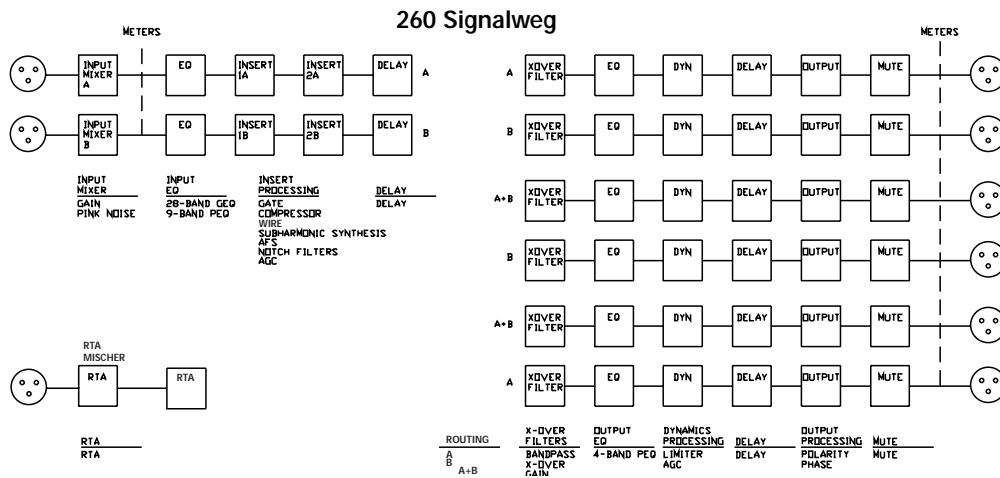 260 Signalweg
METERS
INPUT
MIXER
A
EQ
INSERT
1A
INSERT
2A
DELAY
A
INPUT
MIXER
B
EQ
INSERT
1B
INSERT
2B
DELAY
B
INPUT
MIXER
GAIN
PINK NOISE
INPUT
EQ
28-BAND GEQ
9-BAND PEQ
INSERT
PROCESSING
GATE
COMPRESSOR
WIRE
SUBHARMONIC SYNTHESIS
AFS
NOTCH FILTERS
AGC
DELAY
DELAY
RTA
MISCHER
RTA
RTA
RTA
RTA
METERS
A
XOVER
FILTER
EQ
DYN
DELAY
OUTPUT
MUTE
B
XOVER
FILTER
EQ
DYN
DELAY
OUTPUT
MUTE
A+B
XOVER
FILTER
EQ
DYN
DELAY
OUTPUT
MUTE
B
XOVER
FILTER
EQ
DYN
DELAY
OUTPUT
MUTE
A+B
XOVER
FILTER
EQ
DYN
DELAY
OUTPUT
MUTE
A
XOVER
FILTER
EQ
DYN
DELAY
OUTPUT
MUTE
ROUTING
A
B
A+B
X-OVER
FILTERS
BANDPASS
X-OVER
GAIN
OUTPUT
EQ
4-BAND PEQ
DYNAMICS
PROCESSING
LIMITER
AGC
DELAY
DELAY
OUTPUT
PROCESSING
POLARITY
PHASE
MUTE
MUTE